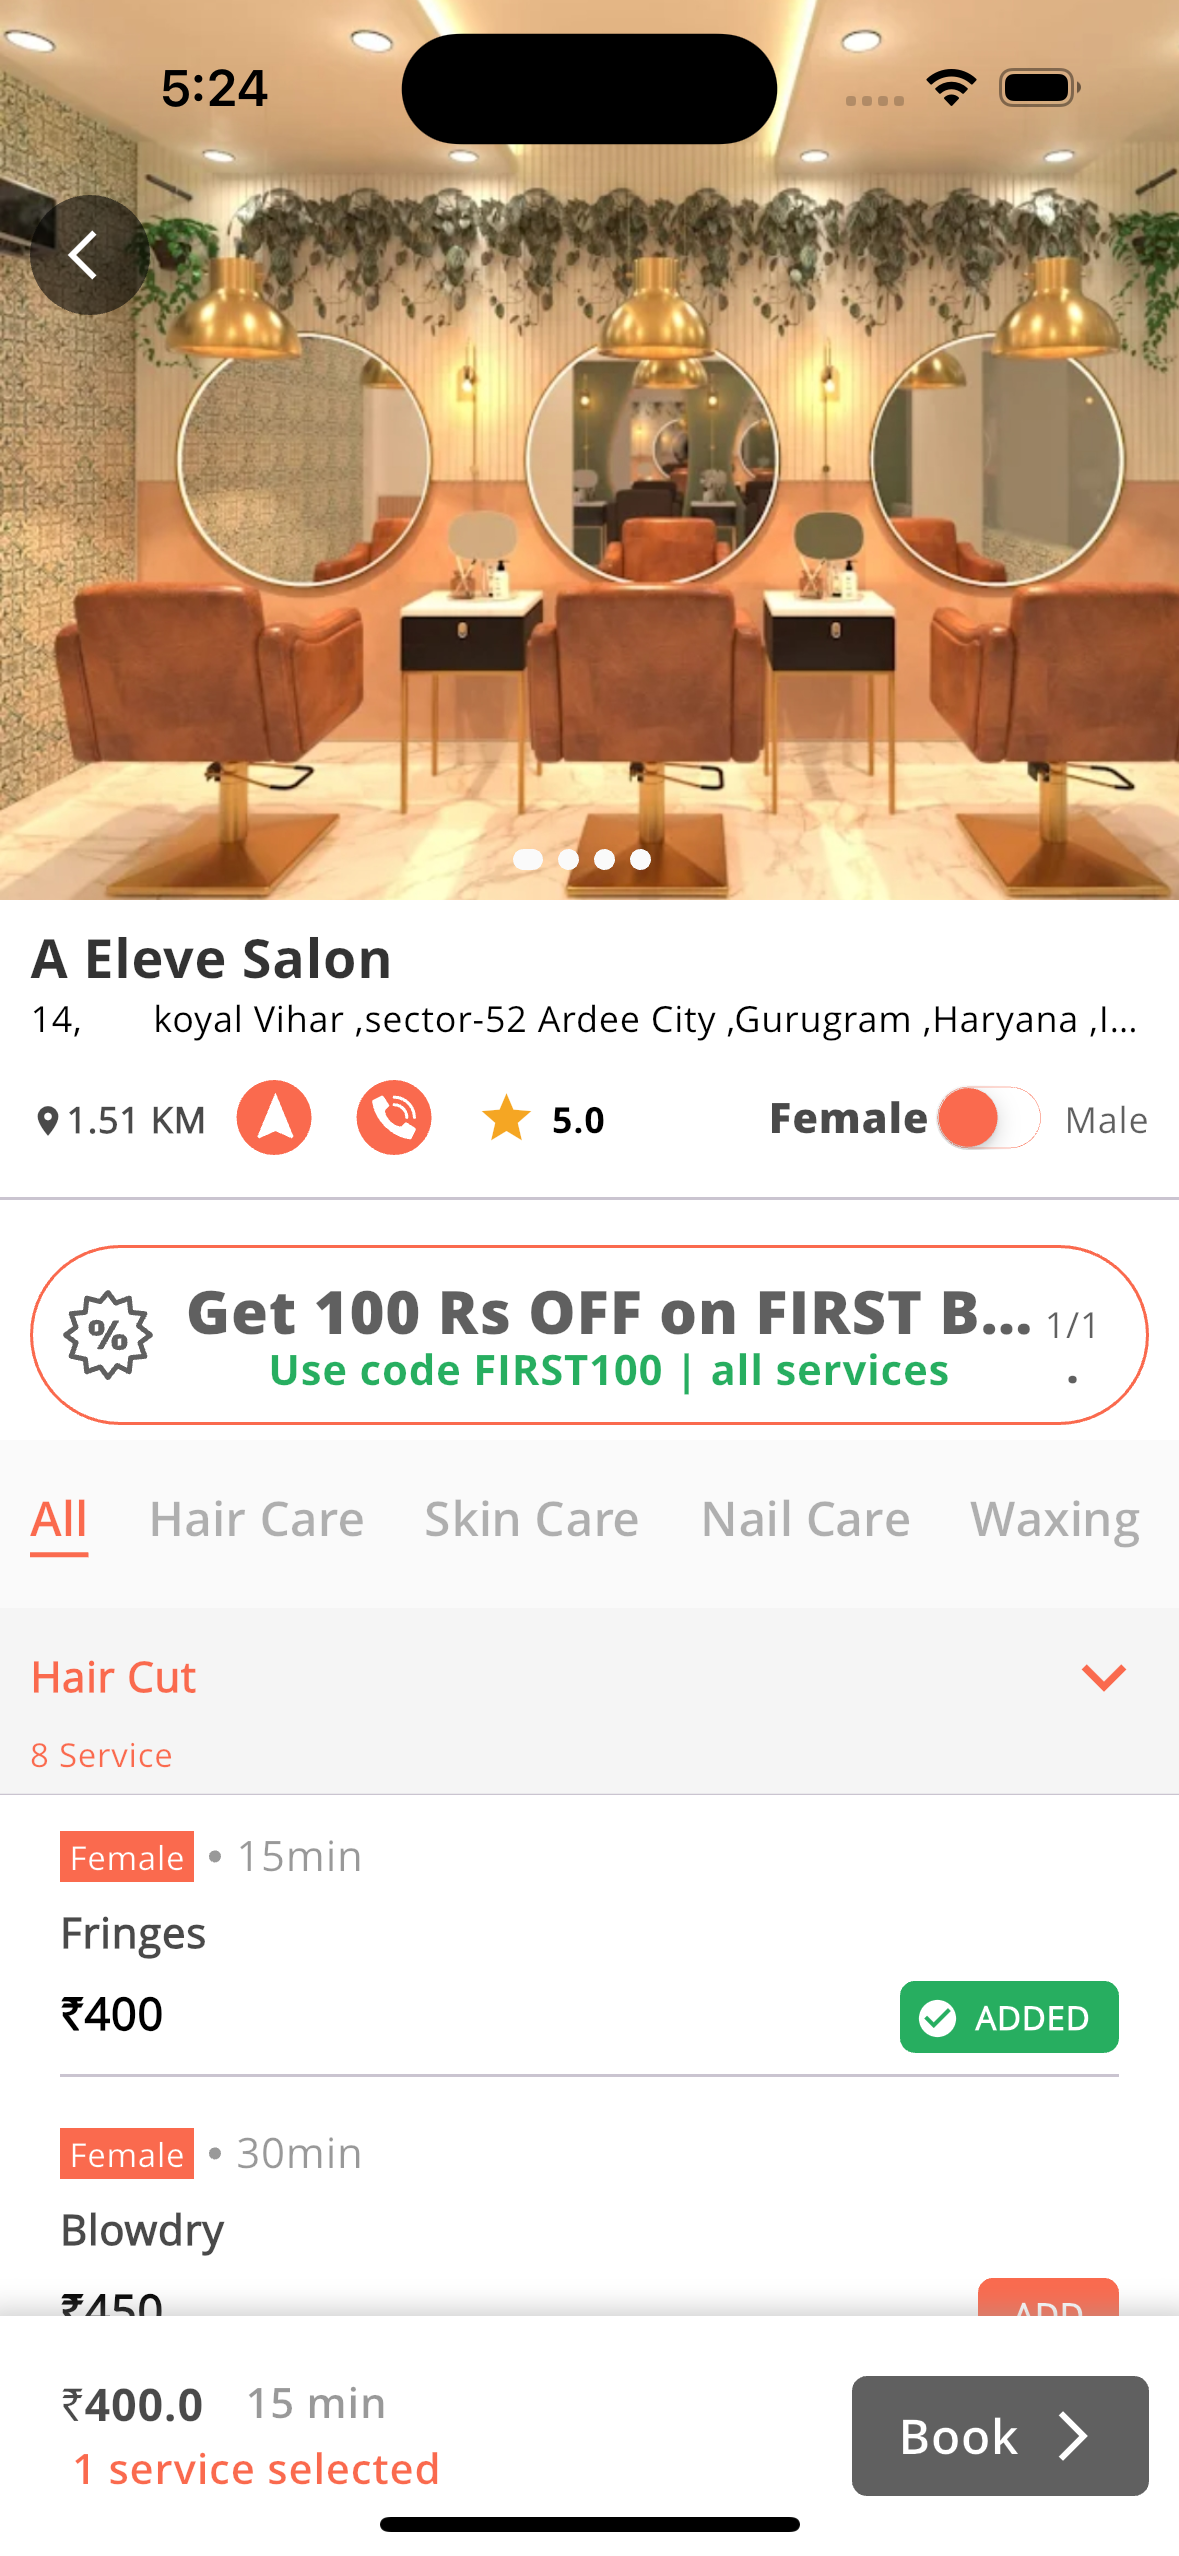 5:24
A Eleve Salon
14, koyal Vihar ,sector-52 Ardee City ,Gurugram ,Haryana ,I...
1.51 KM 5.0 Female Male
% Get 100 Rs OFF on FIRST B... 1/1
Use code FIRST100 | all services .
All Hair Care Skin Care Nail Care Waxing
Hair Cut
8 Service
Female • 15min
Fringes
₹400 ADDED
Female • 30min
Blowdry
₹450 ADD
₹400.0 15 min
1 service selected
Book